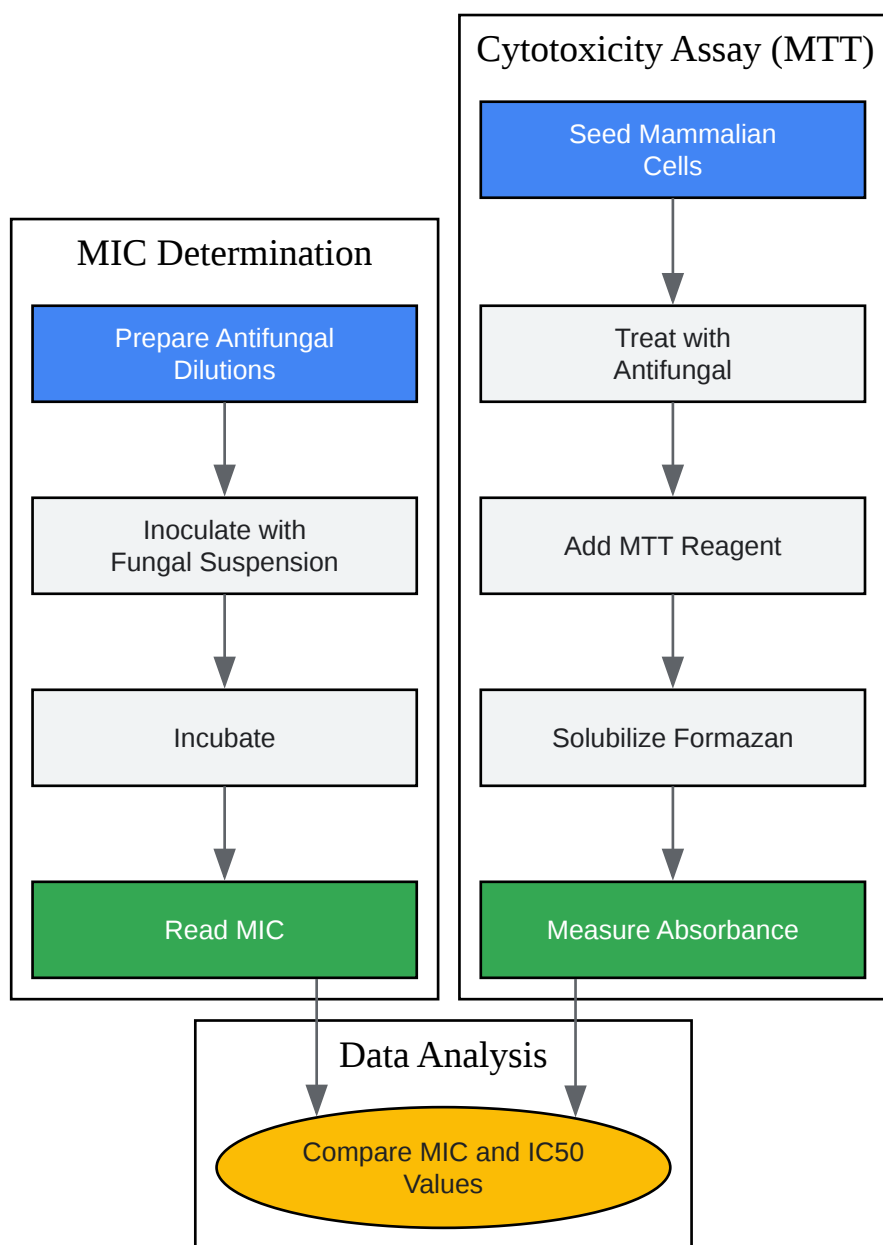 Cytotoxicity Assay (MTT)
Seed Mammalian
Cells
Treat with
Antifungal
Add MTT Reagent
Solubilize Formazan
Measure Absorbance
MIC Determination
Prepare Antifungal
Dilutions
Inoculate with
Fungal Suspension
Incubate
Read MIC
Data Analysis
Compare MIC and IC50
Values